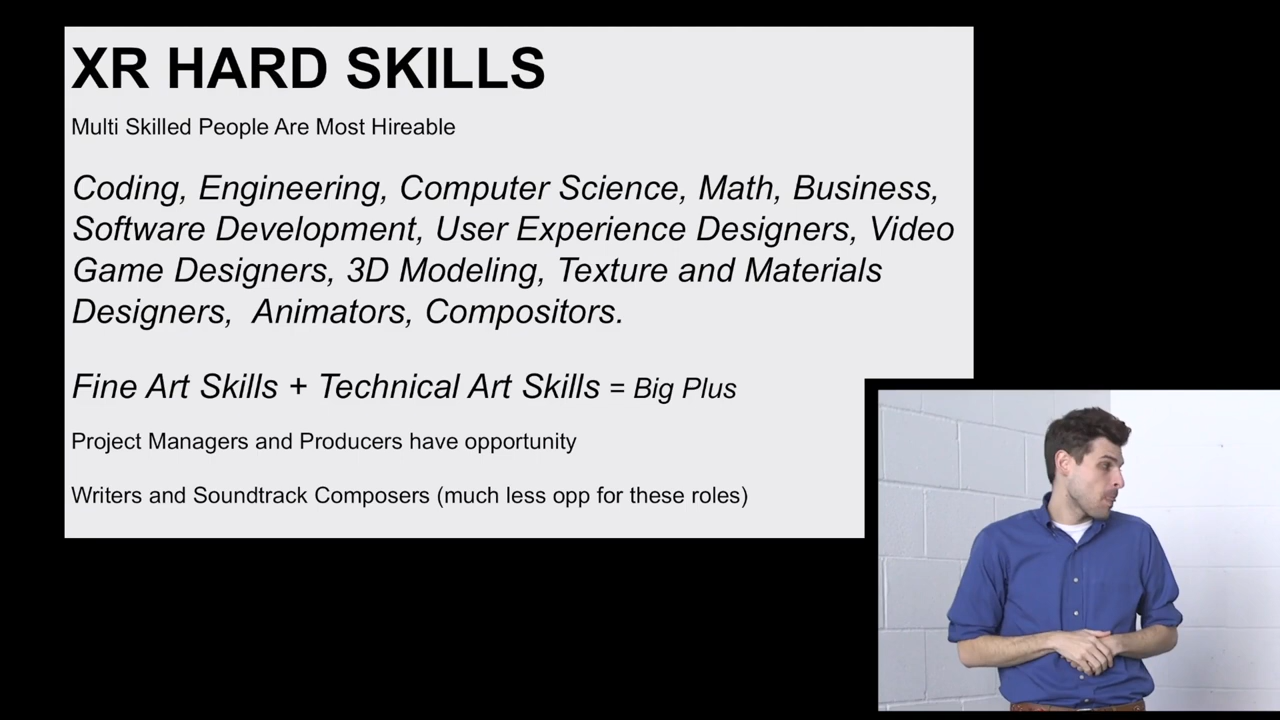 XR HARD SKILLS
Multi Skilled People Are Most Hireable
Coding, Engineering, Computer Science, Math, Business,
Software Development, User Experience Designers, Video
Game Designers, 3D Modeling, Texture and Materials
Designers,  Animators, Compositors.
Fine Art Skills + Technical Art Skills = Big Plus
Project Managers and Producers have opportunity
Writers and Soundtrack Composers (much less opp for these roles)